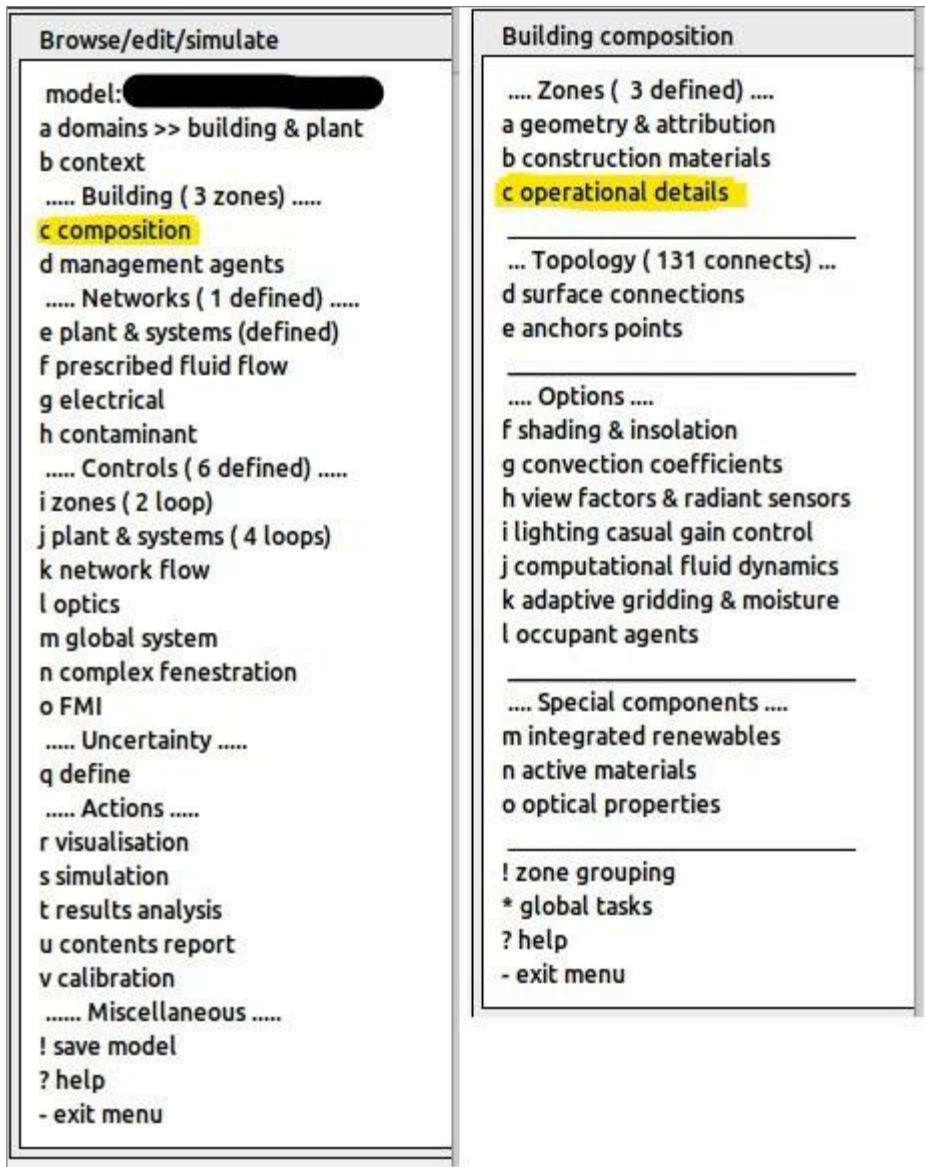 Browse/edit/simulate
model:
a domains >> building & plant
b context
..... Building ( 3 zones) .....
c composition
d management agents
..... Networks ( 1 defined) .....
e plant & systems (defined)
f prescribed fluid flow
g electrical
h contaminant
..... Controls ( 6 defined) .....
i zones ( 2 loop)
j plant & systems ( 4 loops)
k network flow
l optics
m global system
n complex fenestration
o FMI
..... Uncertainty .....
q define
..... Actions .....
r visualisation
s simulation
t results analysis
u contents report
v calibration
...... Miscellaneous .....
! save model
? help
- exit menu
Building composition
.... Zones ( 3 defined) ....
a geometry & attribution
b construction materials
c operational details
... Topology ( 131 connects) ...
d surface connections
e anchors points
.... Options ....
f shading & insolation
g convection coefficients
h view factors & radiant sensors
i lighting casual gain control
j computational fluid dynamics
k adaptive gridding & moisture
l occupant agents
.... Special components ....
m integrated renewables
n active materials
o optical properties
! zone grouping
* global tasks
? help
- exit menu